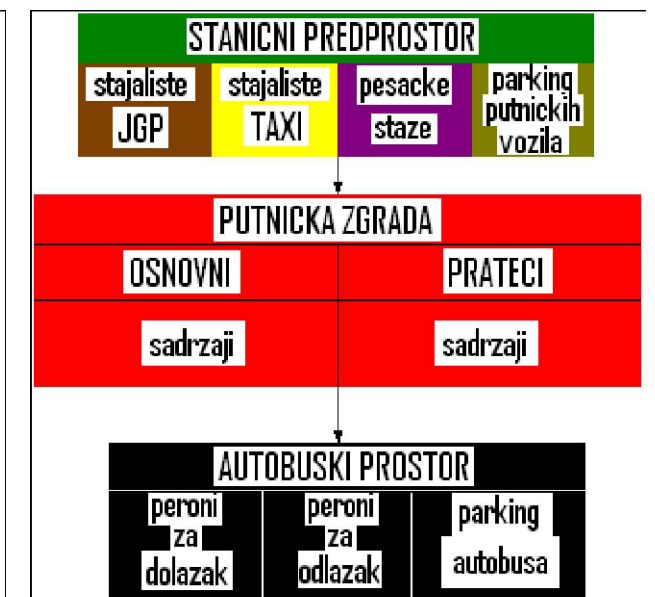 STANICNI PREDPROSTOR
stajaliste
JGP
stajaliste
TAXI
pesacke
staze
parking
putnickih
vozila
PUTNICKA ZGRADA
OSNOVNI
PRATECI
sadrzaji
sadrzaji
AUTOBUSKI PROSTOR
peroni
za
dolazak
peroni
za
odlazak
parking
autobusa